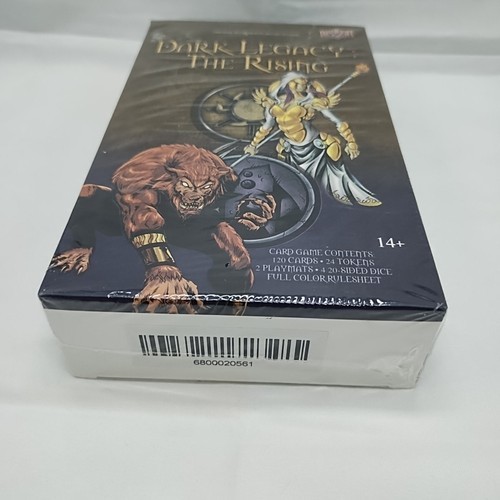 DARK LEGACY
THE RISING
14+
CARD GAME CONTENTS
120 CARDS • 24 TOKENS
2 PLAYMATS • 4 20-SIDED DICE
FULL COLOR RULESHEET
6800020561